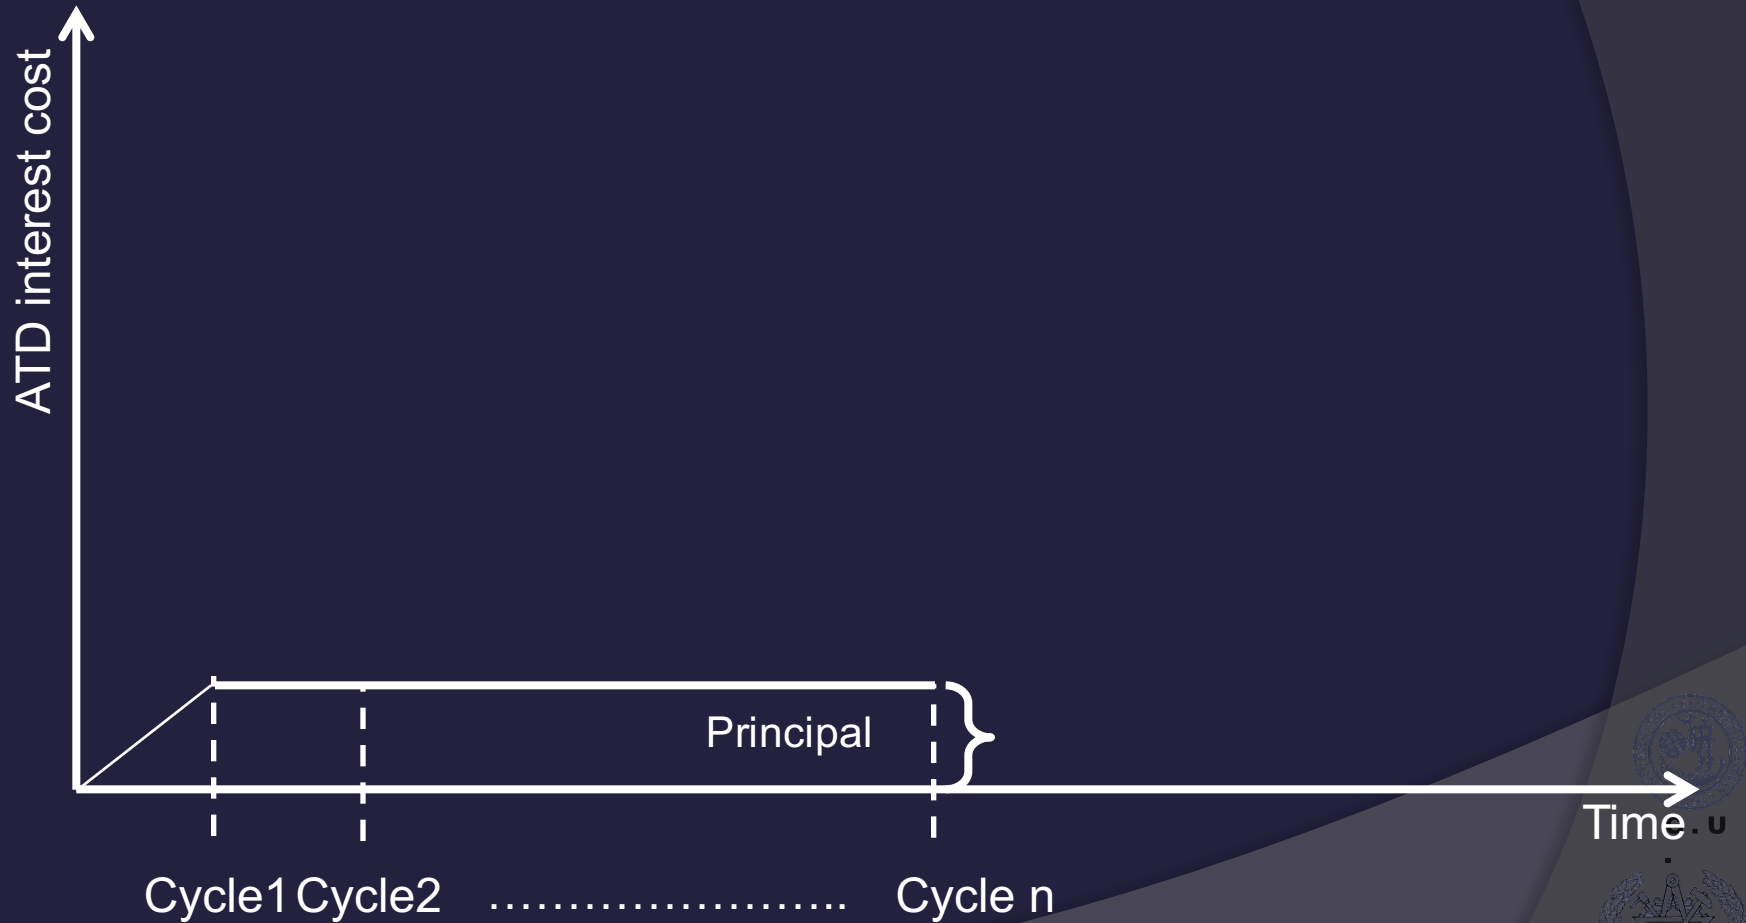 ATD interest cost
Principal
Time
. U
.
Cycle1 Cycle2 ........................ Cycle n